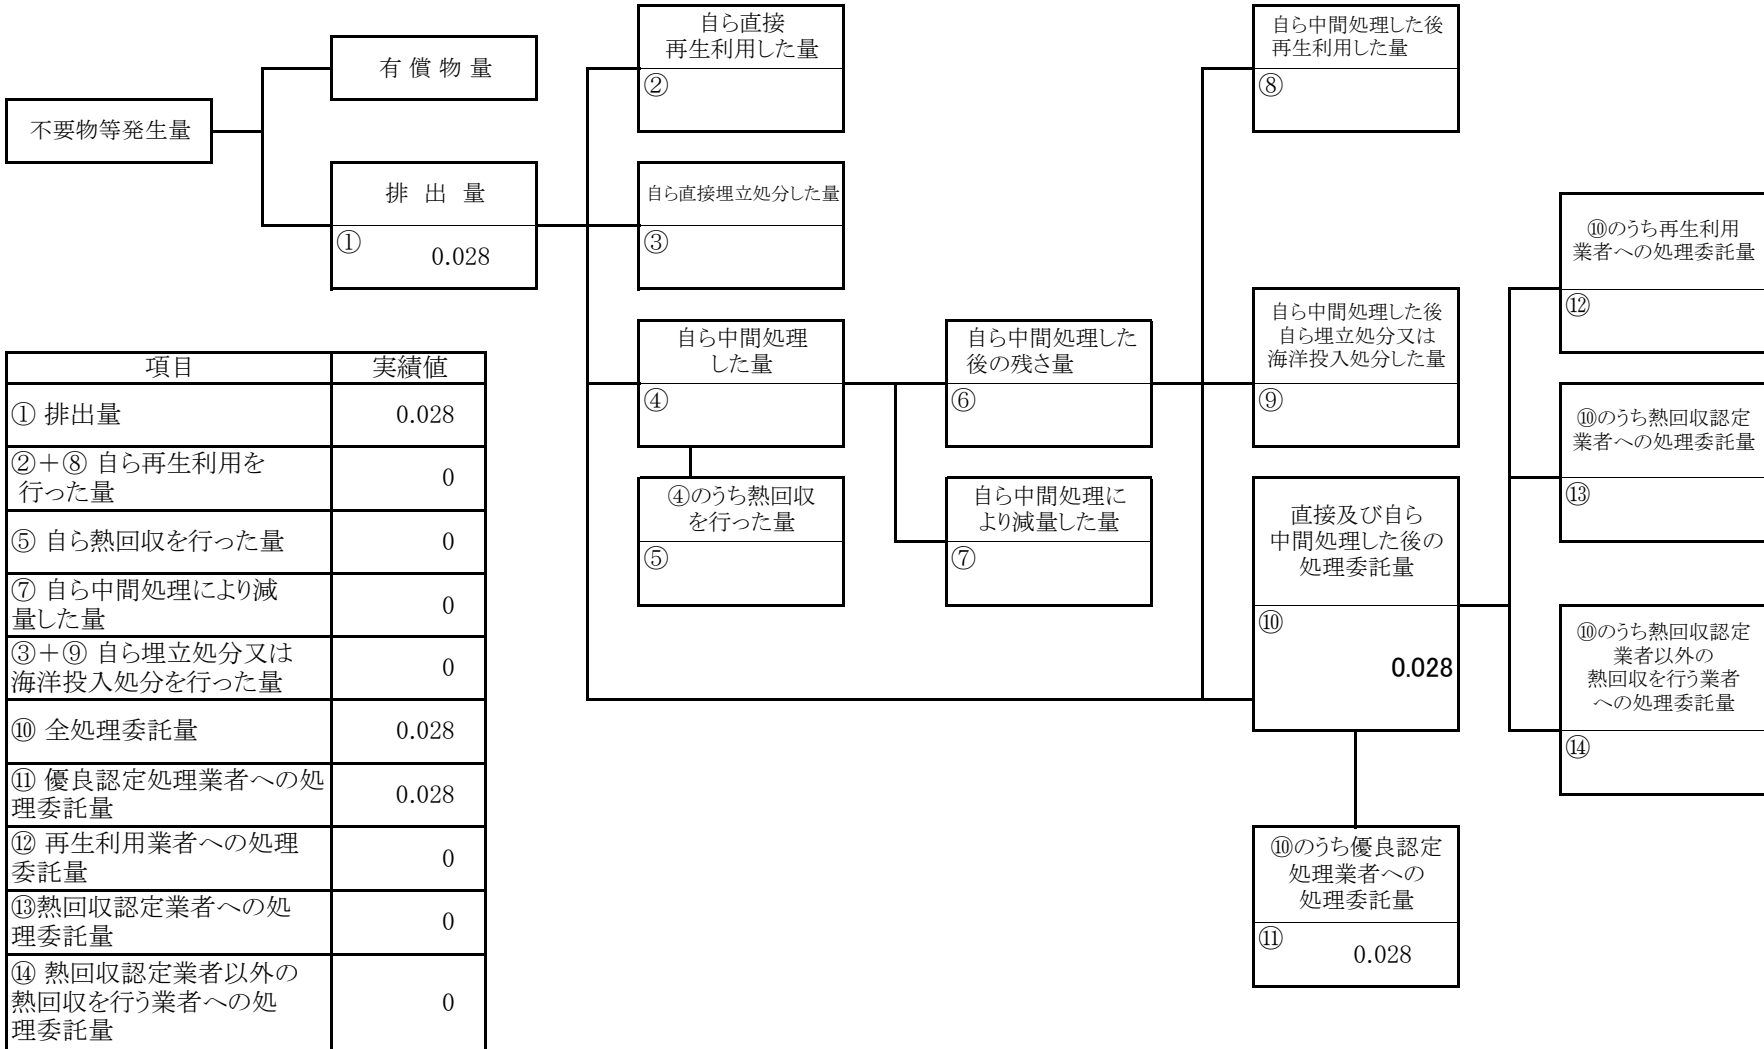 不要物等発生量
有 償 物 量
排 出 量
①
0.028
自ら直接
再生利用した量
②
自ら直接埋立処分した量
③
自ら中間処理
した量
④
④のうち熱回収
を行った量
⑤
自ら中間処理した
後の残さ量
⑥
自ら中間処理に
より減量した量
⑦
自ら中間処理した後
再生利用した量
⑧
自ら中間処理した後
自ら埋立処分又は
海洋投入処分した量
⑨
直接及び自ら
中間処理した後の
処理委託量
⑩
0.028
⑩のうち優良認定
処理業者への
処理委託量
⑪
0.028
⑩のうち再生利用
業者への処理委託量
⑫
⑩のうち熱回収認定
業者への処理委託量
⑬
⑩のうち熱回収認定
業者以外の
熱回収を行う業者
への処理委託量
⑭
項目 実績値
① 排出量 0.028
②+⑧ 自ら再生利用を
行った量 0
⑤ 自ら熱回収を行った量 0
⑦ 自ら中間処理により減
量した量 0
③+⑨ 自ら埋立処分又は
海洋投入処分を行った量 0
⑩ 全処理委託量 0.028
⑪ 優良認定処理業者への処
理委託量 0.028
⑫ 再生利用業者への処理
委託量 0
⑬熱回収認定業者への処
理委託量 0
⑭ 熱回収認定業者以外の
熱回収を行う業者への処
理委託量 0